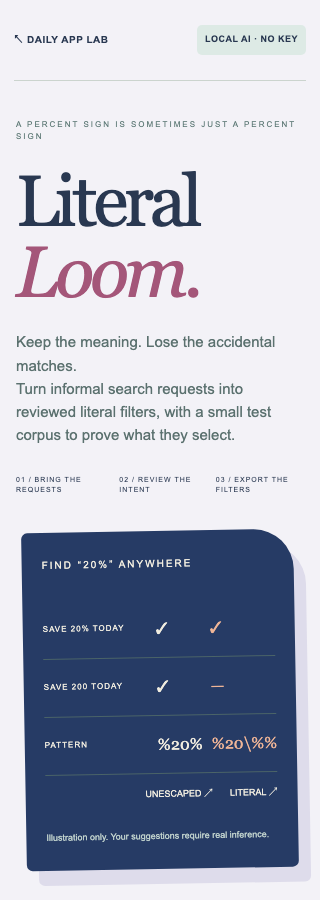 ↖ DAILY APP LAB
LOCAL AI · NO KEY
A PERCENT SIGN IS SOMETIMES JUST A PERCENT
SIGN
Literal
Loom.
Keep the meaning. Lose the accidental
matches.
Turn informal search requests into
reviewed literal filters, with a small test
corpus to prove what they select.
01 / BRING THE
REQUESTS
02 / REVIEW THE
INTENT
03 / EXPORT THE
FILTERS
FIND "20%" ANYWHERE
SAVE 20% TODAY ✓ ✓
SAVE 200 TODAY ✓ —
PATTERN %20% %20\%%
UNESCAPED ↗ LITERAL ↗
Illustration only. Your suggestions require real inference.